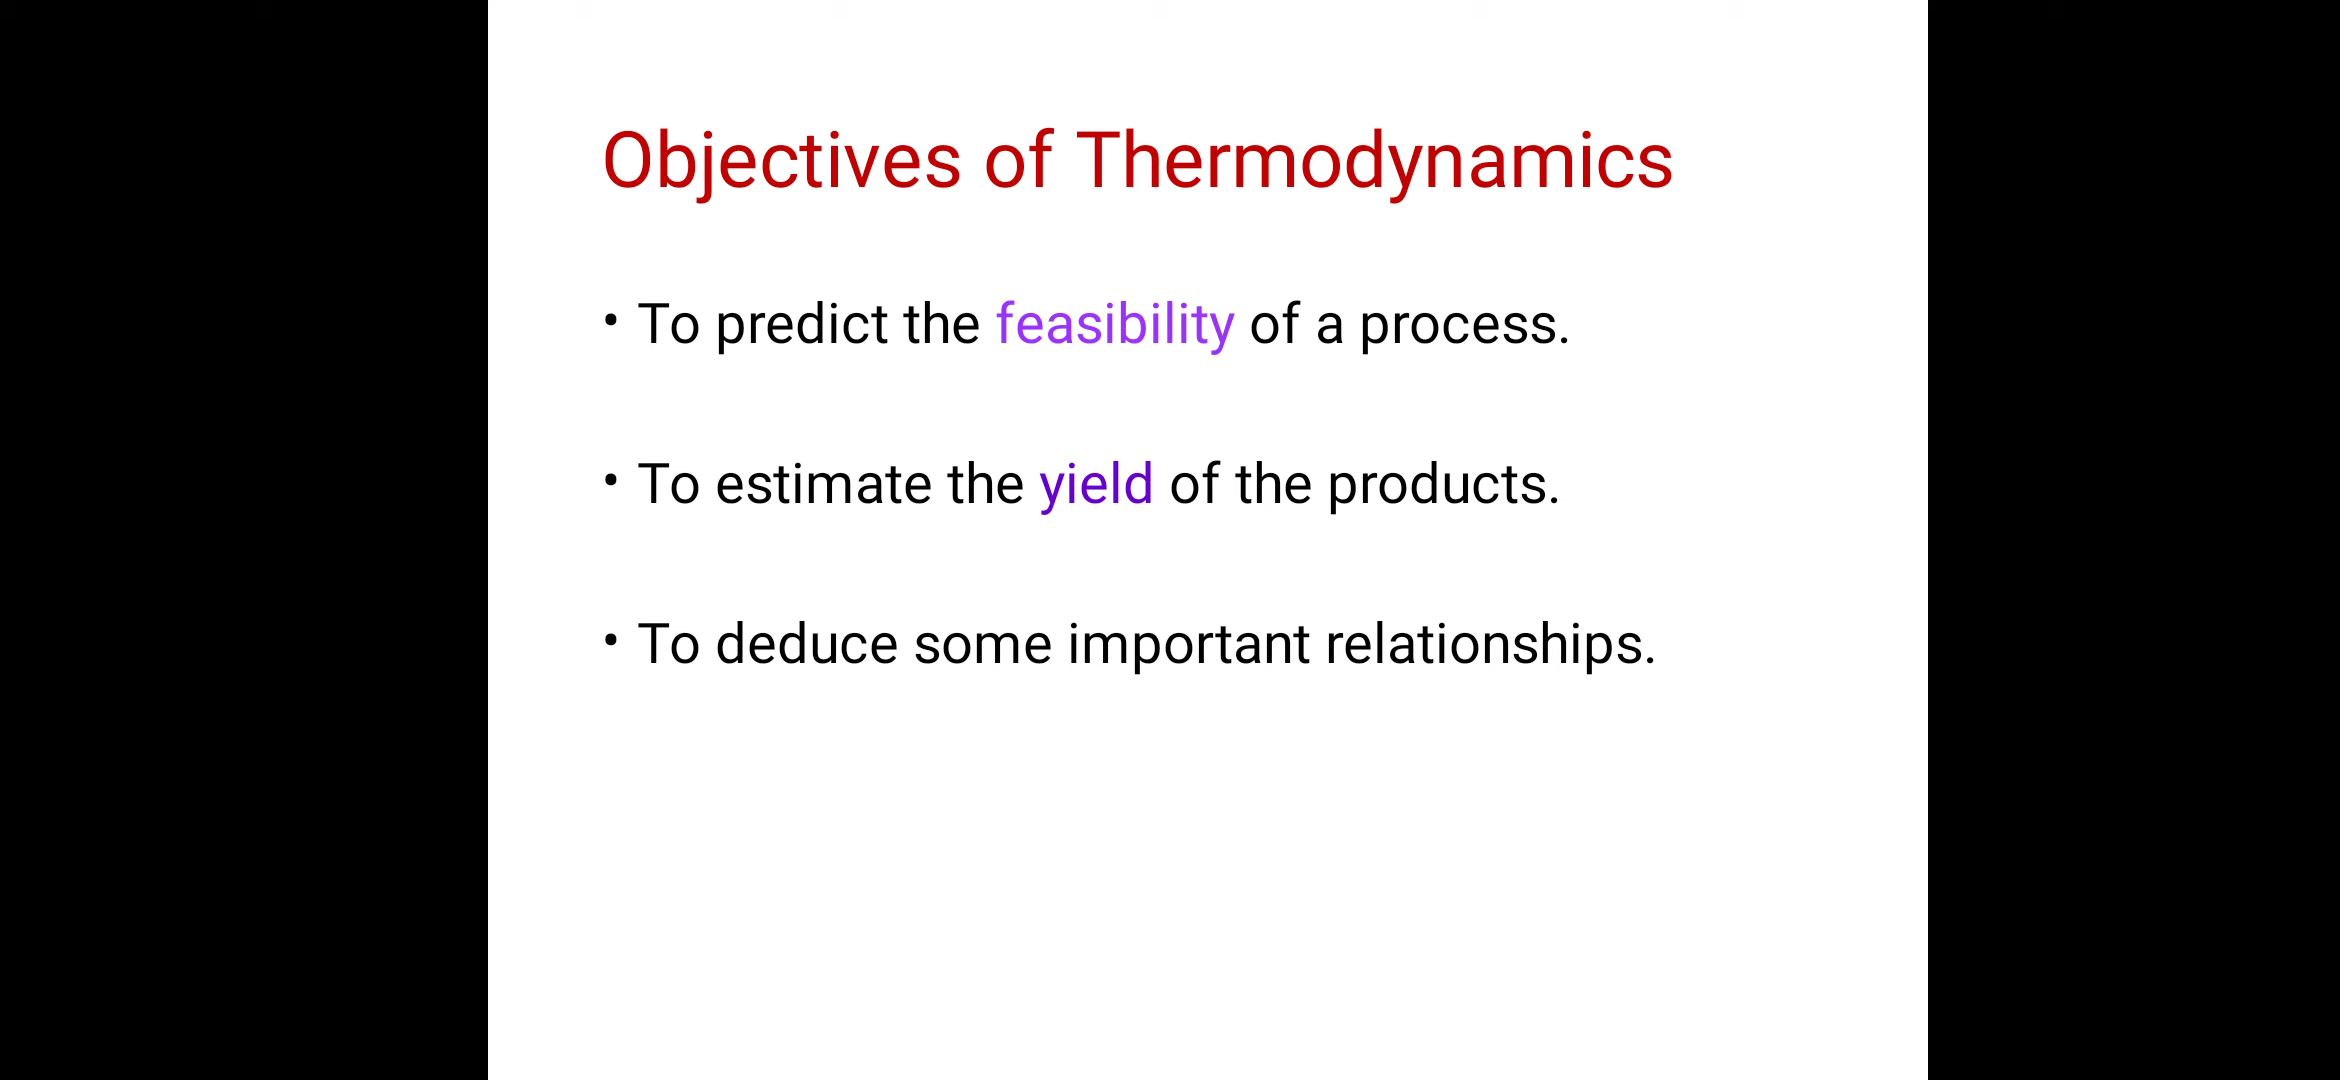 Objectives of Thermodynamics
• To predict the feasibility of a process.
• To estimate the yield of the products.
• To deduce some important relationships.